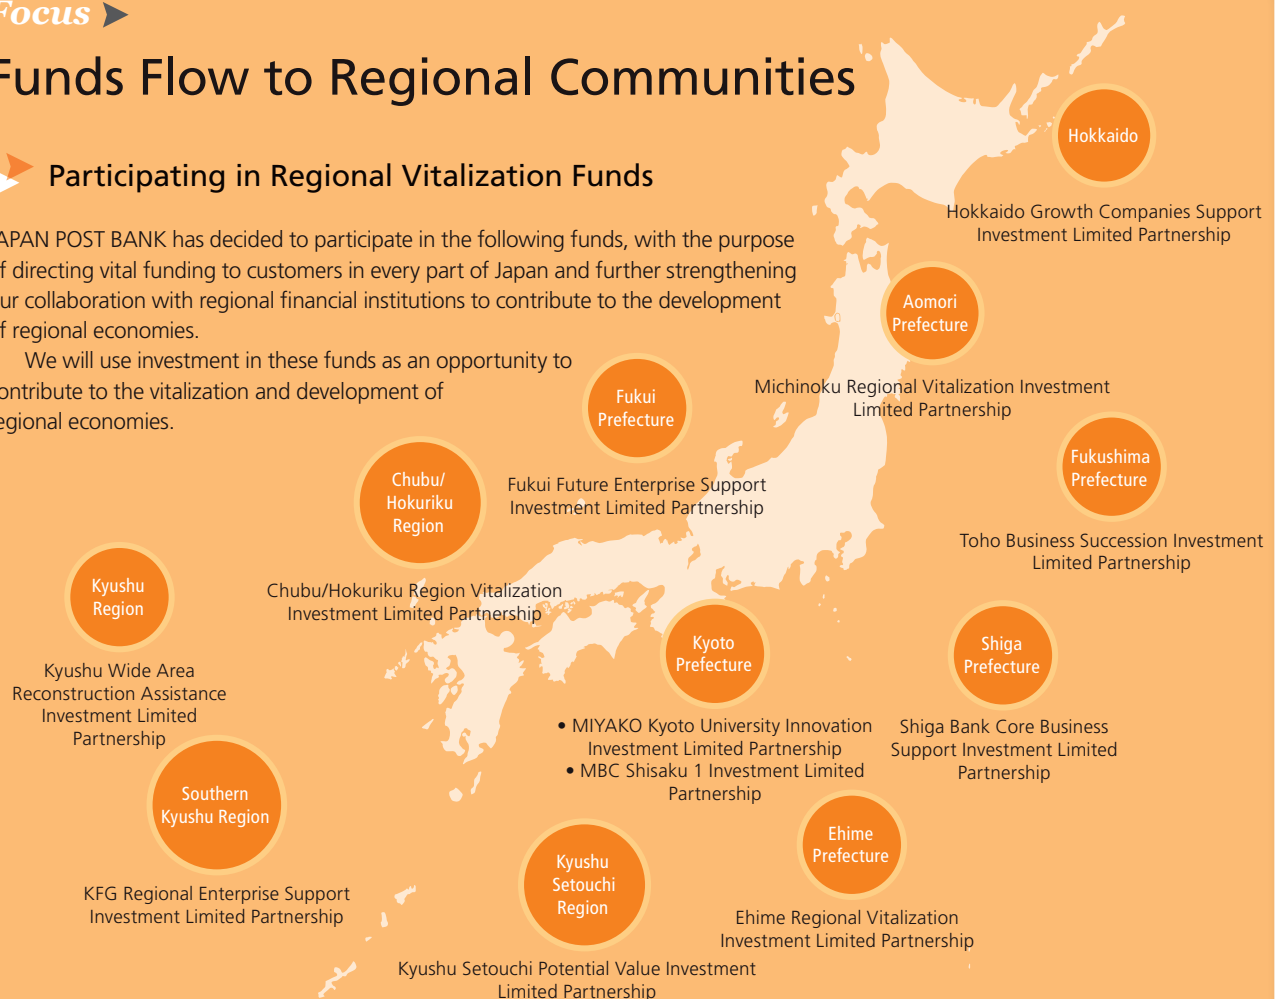 Focus
Funds Flow to Regional Communities
Participating in Regional Vitalization Funds
APAN POST BANK has decided to participate in the following funds, with the purpose
f directing vital funding to customers in every part of Japan and further strengthening
ur collaboration with regional financial institutions to contribute to the development
f regional economies.
We will use investment in these funds as an opportunity to
ontribute to the vitalization and development of
egional economies.
Hokkaido
Hokkaido Growth Companies Support
Investment Limited Partnership
Aomori
Prefecture
Michinoku Regional Vitalization Investment
Limited Partnership
Fukui
Prefecture
Fukui Future Enterprise Support
Investment Limited Partnership
Fukushima
Prefecture
Toho Business Succession Investment
Limited Partnership
Chubu/
Hokuriku
Region
Chubu/Hokuriku Region Vitalization
Investment Limited Partnership
Kyushu
Region
Kyushu Wide Area
Reconstruction Assistance
Investment Limited
Partnership
Kyoto
Prefecture
• MIYAKO Kyoto University Innovation
Investment Limited Partnership
• MBC Shisaku 1 Investment Limited
Partnership
Shiga
Prefecture
Shiga Bank Core Business
Support Investment Limited
Partnership
Southern
Kyushu Region
KFG Regional Enterprise Support
Investment Limited Partnership
Kyushu
Setouchi
Region
Kyushu Setouchi Potential Value Investment
Limited Partnership
Ehime
Prefecture
Ehime Regional Vitalization
Investment Limited Partnership